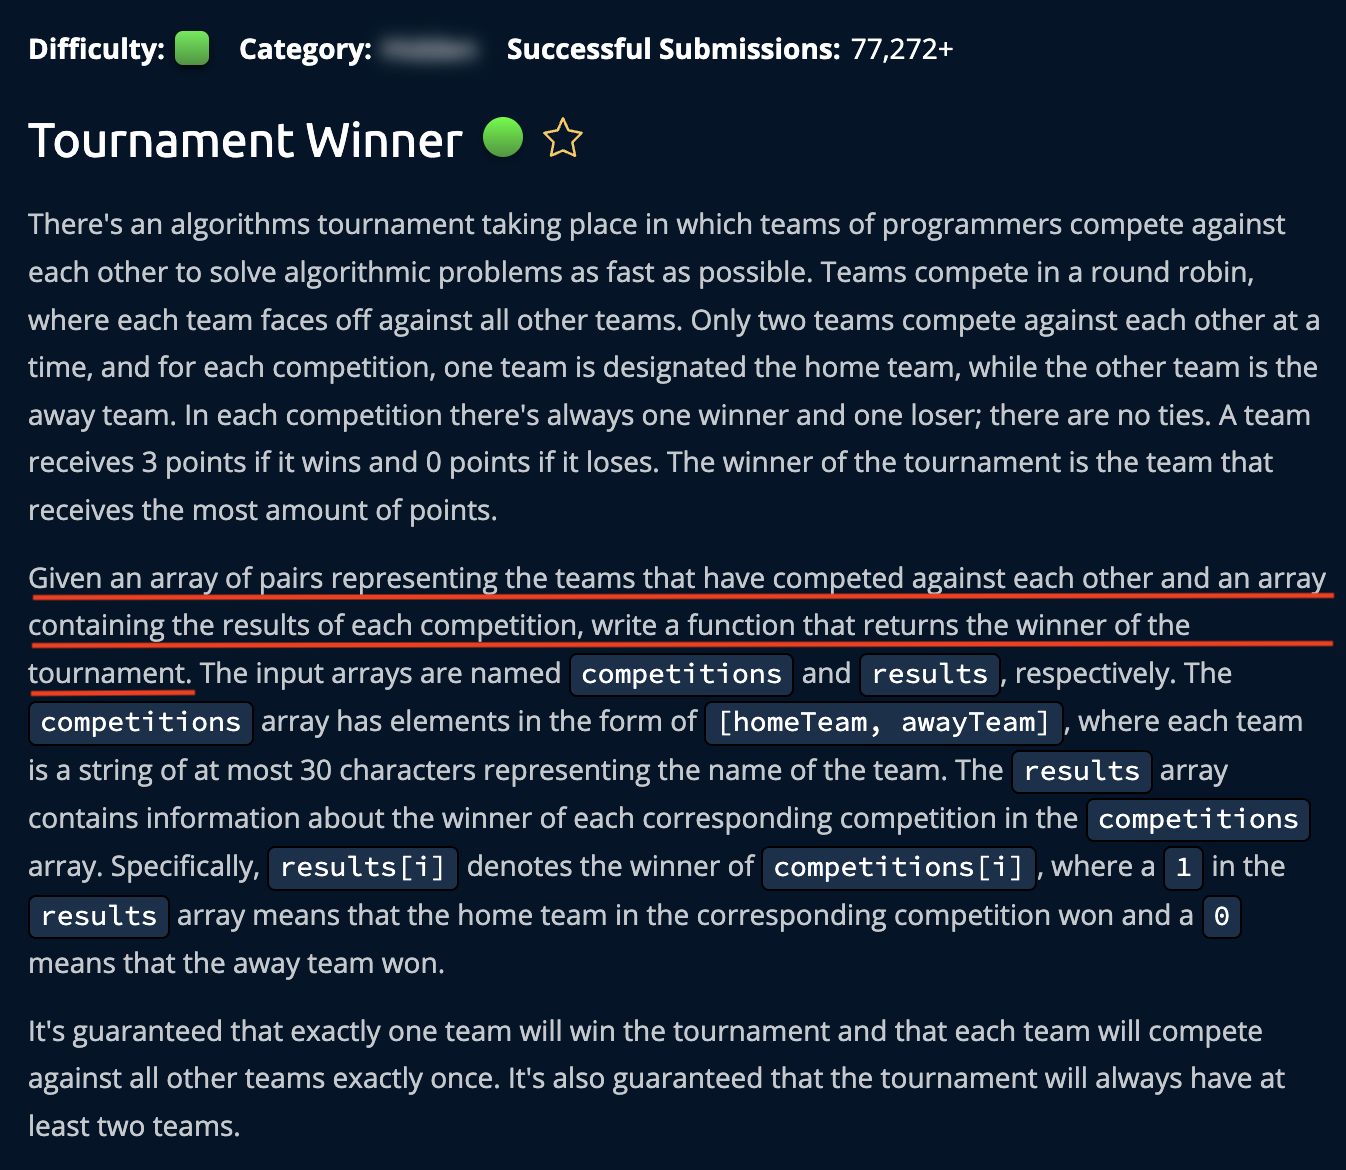 Difficulty: Category: Successful Submissions: 77,272+
Tournament Winner
There's an algorithms tournament taking place in which teams of programmers compete against
each other to solve algorithmic problems as fast as possible. Teams compete in a round robin,
where each team faces off against all other teams. Only two teams compete against each other at a
time, and for each competition, one team is designated the home team, while the other team is the
away team. In each competition there's always one winner and one loser; there are no ties. A team
receives 3 points if it wins and 0 points if it loses. The winner of the tournament is the team that
receives the most amount of points.
Given an array of pairs representing the teams that have competed against each other and an array
containing the results of each competition, write a function that returns the winner of the
tournament. The input arrays are named competitions and results, respectively. The
competitions array has elements in the form of [homeTeam, awayTeam], where each team
is a string of at most 30 characters representing the name of the team. The results array
contains information about the winner of each corresponding competition in the competitions
array. Specifically, results[i] denotes the winner of competitions[i], where a 1 in the
results array means that the home team in the corresponding competition won and a 0
means that the away team won.
It's guaranteed that exactly one team will win the tournament and that each team will compete
against all other teams exactly once. It's also guaranteed that the tournament will always have at
least two teams.